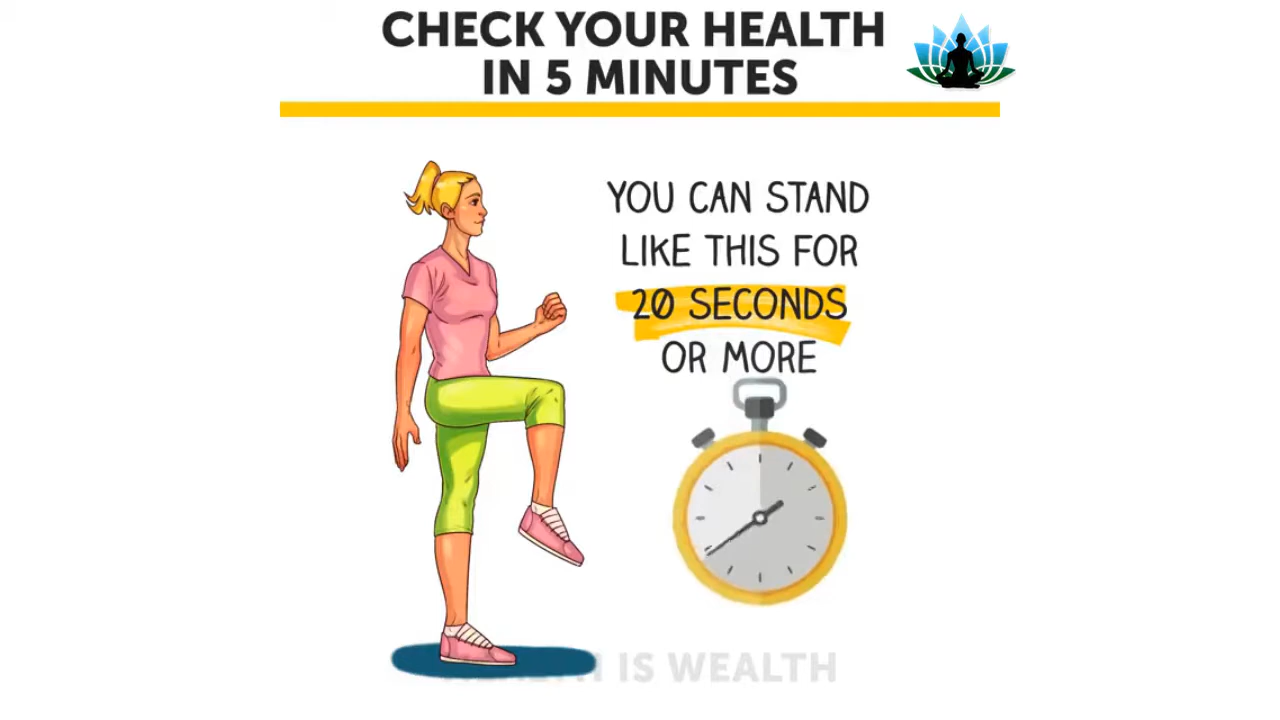 CHECK YOUR HEALTH
IN 5 MINUTES
YOU CAN STAND
LIKE THIS FOR
20 SECONDS
OR MORE
IS WEALTH